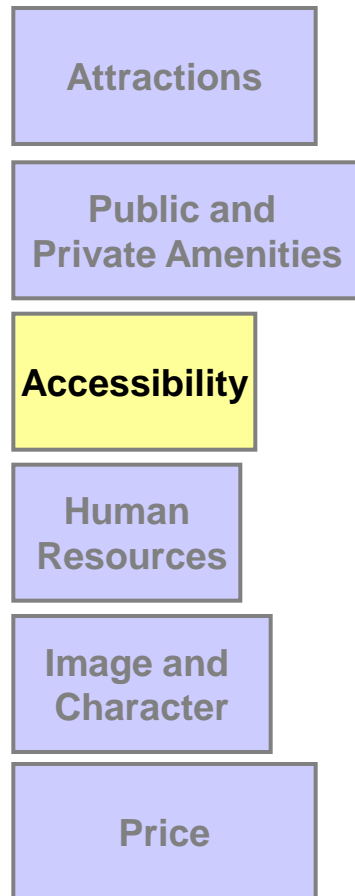 Attractions
Public and
Private Amenities
Accessibility
Human
Resources
Image and
Character
Price